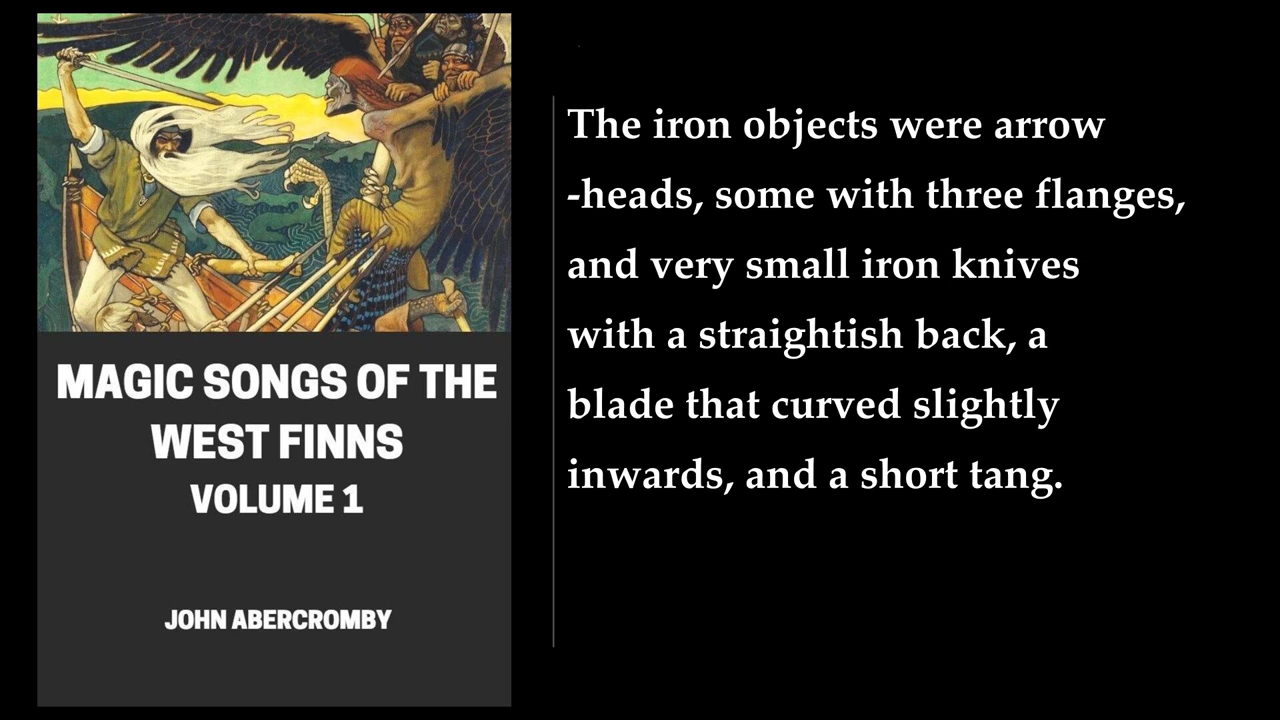 MAGIC SONGS OF THE
WEST FINNS
VOLUME 1
JOHN ABERCROMBY
The iron objects were arrow
-heads, some with three flanges,
and very small iron knives
with a straightish back, a
blade that curved slightly
inwards, and a short tang.